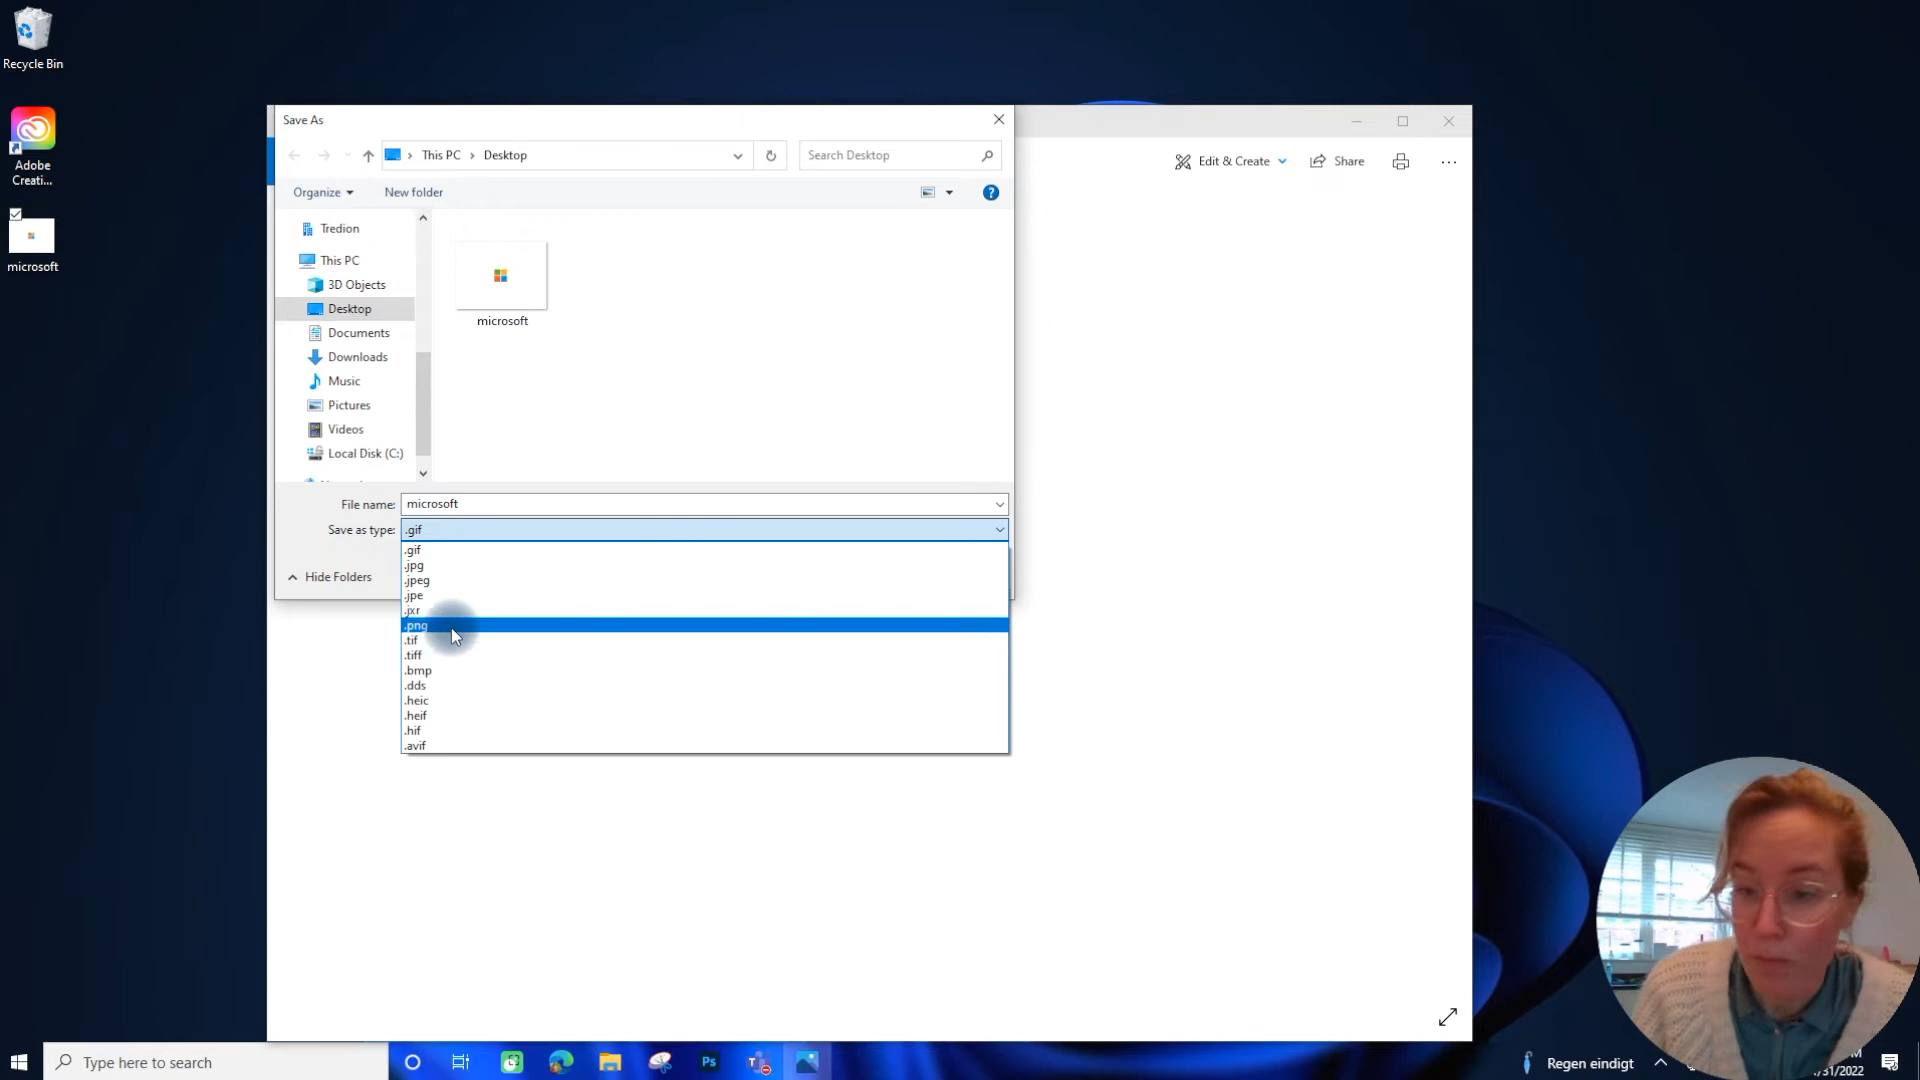 Recycle Bin
Adobe
Creati...
microsoft
Save As
This PC
Desktop
Search Desktop
Edit & Create
Share
Organize
New folder
Tredion
This PC
3D Objects
Desktop
Documents
Downloads
Music
Pictures
Videos
Local Disk (C:)
microsoft
File name:
microsoft
Save as type:
.gif
Hide Folders
.gif
.jpg
.jpeg
.jpe
.jxr
.png
.tif
.tiff
.bmp
.dds
.heic
.heif
.hif
.avif
Type here to search
Ps
Regen eindigt
/31/2022